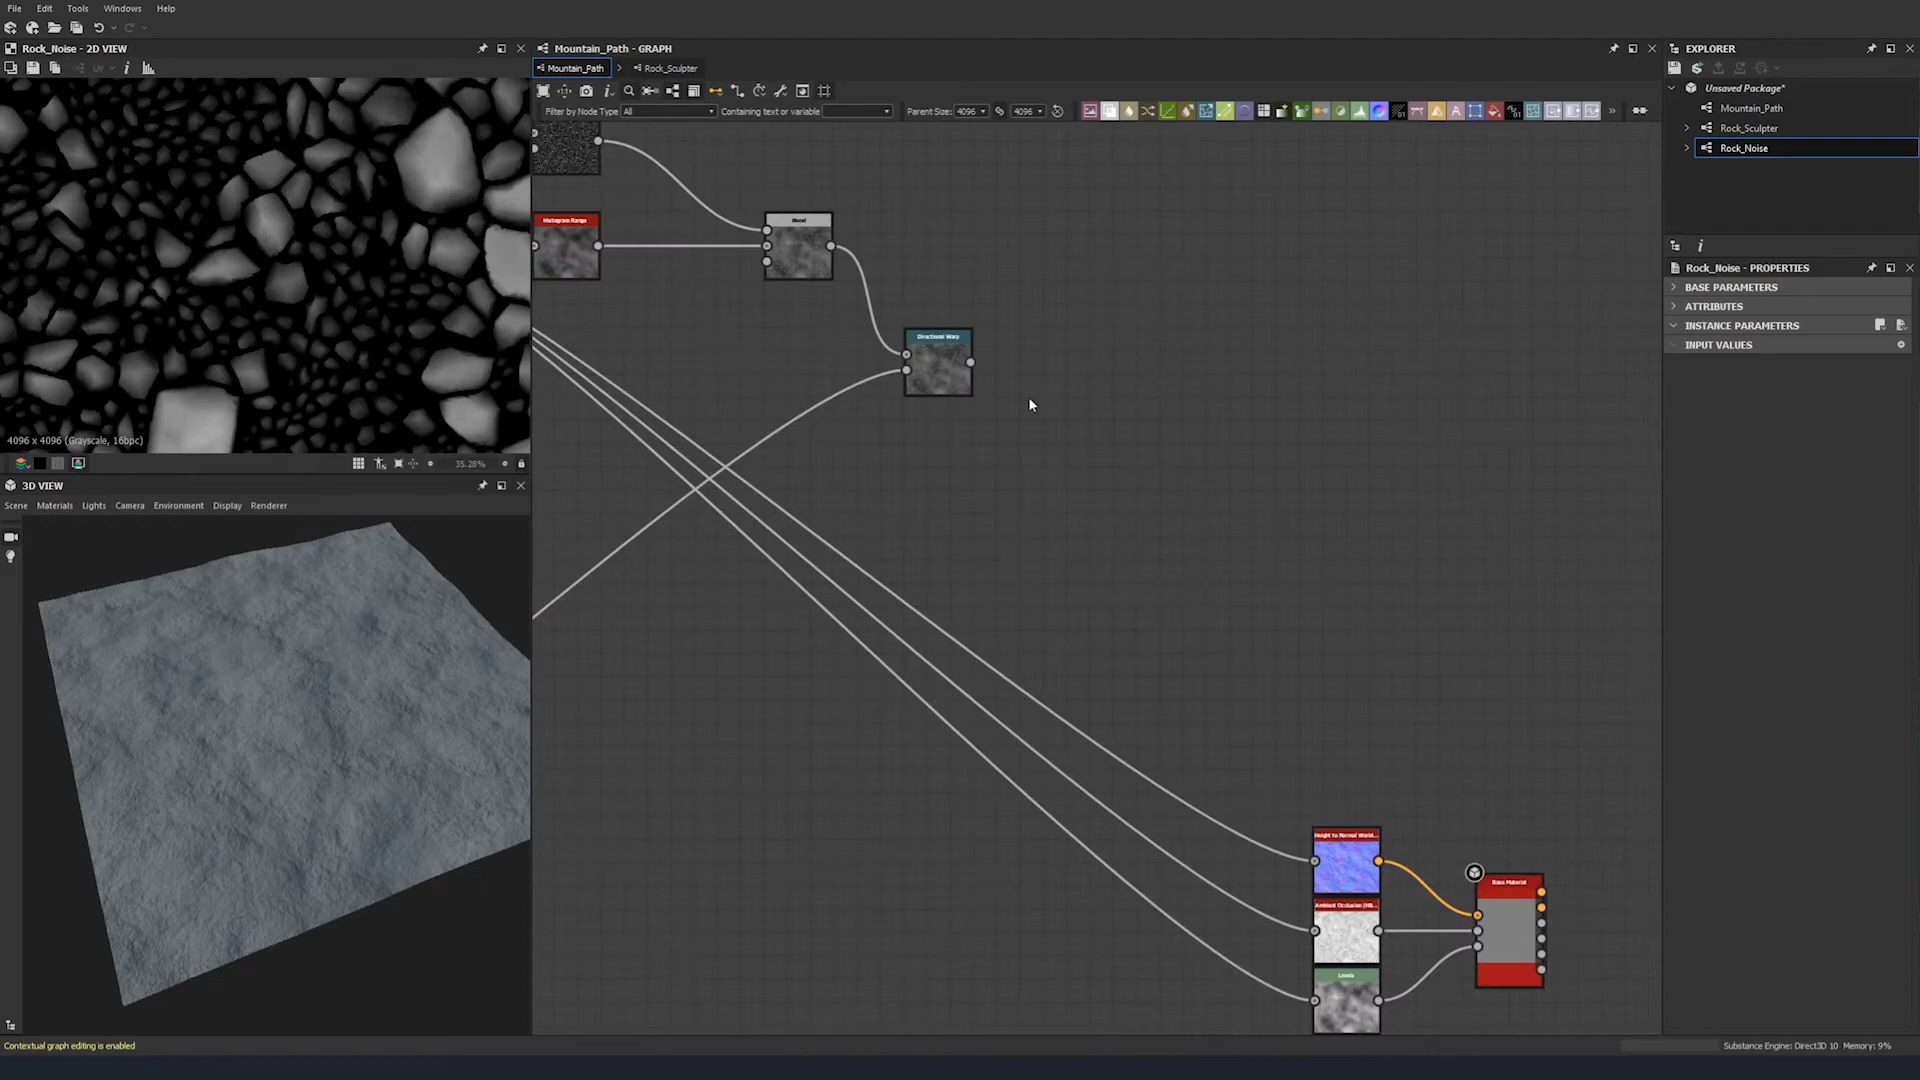 File Edit Tools Windows Help
Rock_Noise - 2D VIEW
UV
4096 x 4096 (Grayscale, 16bpc)
35.28%
3D VIEW
Scene Materials Lights Camera Environment Display Renderer
Contextual graph editing is enabled
Mountain_Path - GRAPH
Mountain_Path > Rock_Sculpter
Filter by Node Type All Containing text or variable Parent Size: 4096 4096
Histogram Range
Blend
Directional Warp
Height to Normal World...
Ambient Occlusion (HB...
Levels
Base Material
EXPLORER
Unsaved Package*
Mountain_Path
Rock_Sculpter
Rock_Noise
Rock_Noise - PROPERTIES
BASE PARAMETERS
ATTRIBUTES
INSTANCE PARAMETERS
INPUT VALUES
Substance Engine: Direct3D 10 Memory: 9%